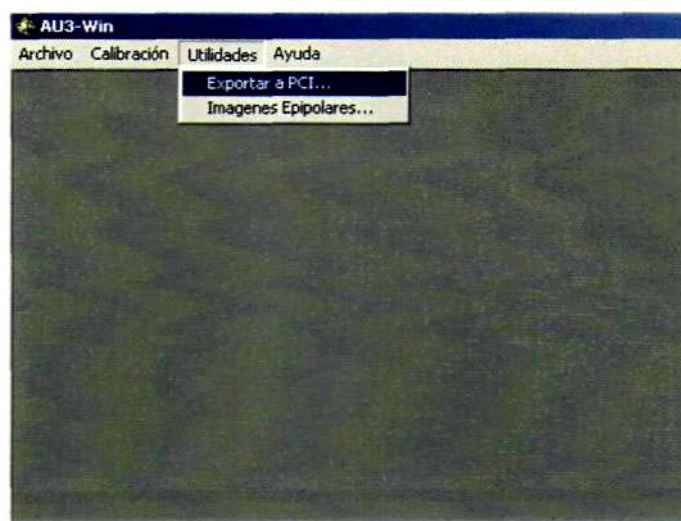 AU3-Win
Archivo Calibración Utilidades Ayuda
Exportar a PCI...
Imagenes Epipolares...